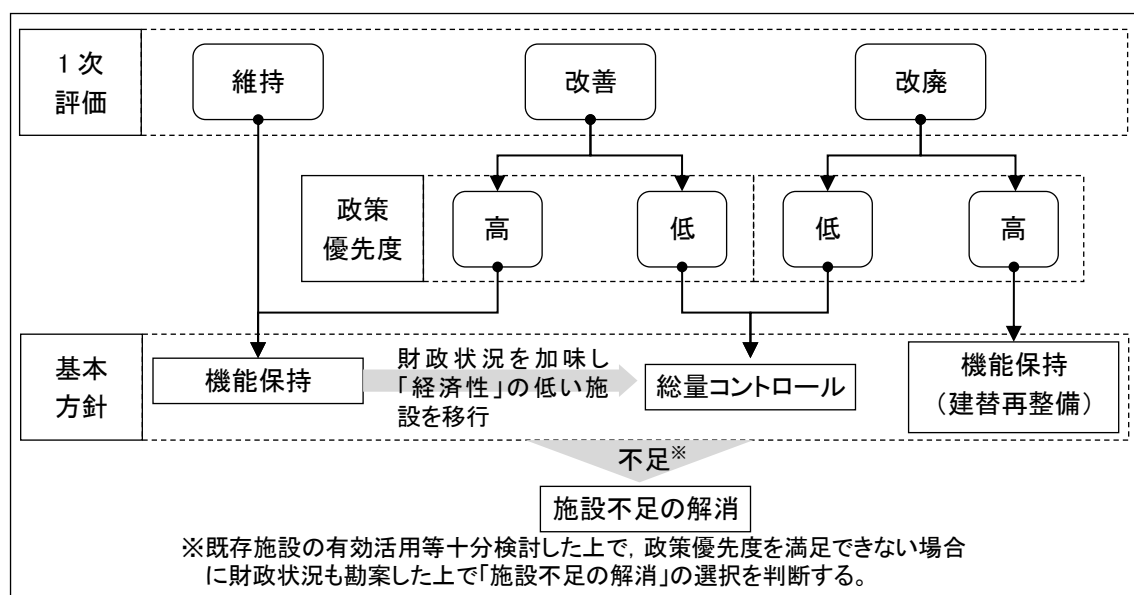 1次
評価
維持
改善
改廃
政策
優先度
高
低
低
高
基本
方針
機能保持
財政状況を加味し
「経済性」の低い施
設を移行
総量コントロール
機能保持
（建替再整備）
不足※
施設不足の解消
※既存施設の有効活用等十分検討した上で，政策優先度を満足できない場合
に財政状況も勘案した上で「施設不足の解消」の選択を判断する。